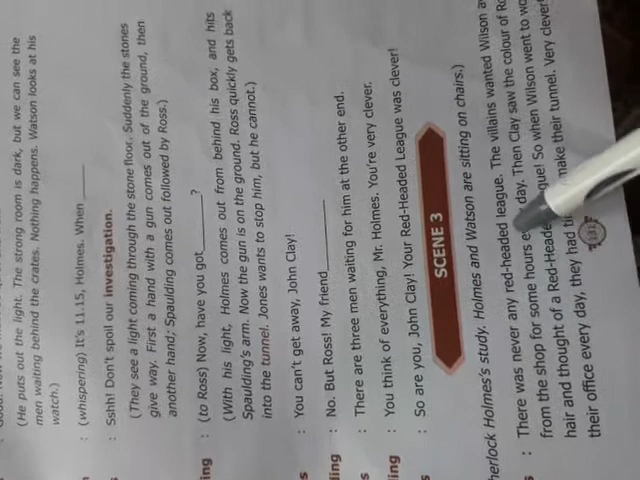 (He puts out the light. The strong room is dark, but we can see the
men waiting behind the crates. Nothing happens. Watson looks at his
watch.)
: (whispering) It's 11.15, Holmes. When_____
: Sshh! Don't spoil our investigation.
(They see a light coming through the stone floor. Suddenly the stones
give way. First a hand with a gun comes out of the ground, then
another hand; Spaulding comes out followed by Ross.)
ing : (to Ross) Now, have you got________?
(With his light, Holmes comes out from behind his box, and hits
Spaulding's arm. Now the gun is on the ground. Ross quickly gets back
into the tunnel. Jones wants to stop him, but he cannot.)
s : You can't get away, John Clay!
ling : No. But Ross! My friend__________
s : There are three men waiting for him at the other end.
ing : You think of everything, Mr. Holmes. You're very clever.
s : So are you, John Clay! Your Red-Headed League was clever!
SCENE 3
herlock Holmes's study. Holmes and Watson are sitting on chairs.)
s : There was never any red-headed league. The villains wanted Wilson
from the shop for some hours day. Then Clay saw the colour of
hair and thought of a Red-Heade gue! So when Wilson went to
their office every day, they had make their tunnel. Very clever